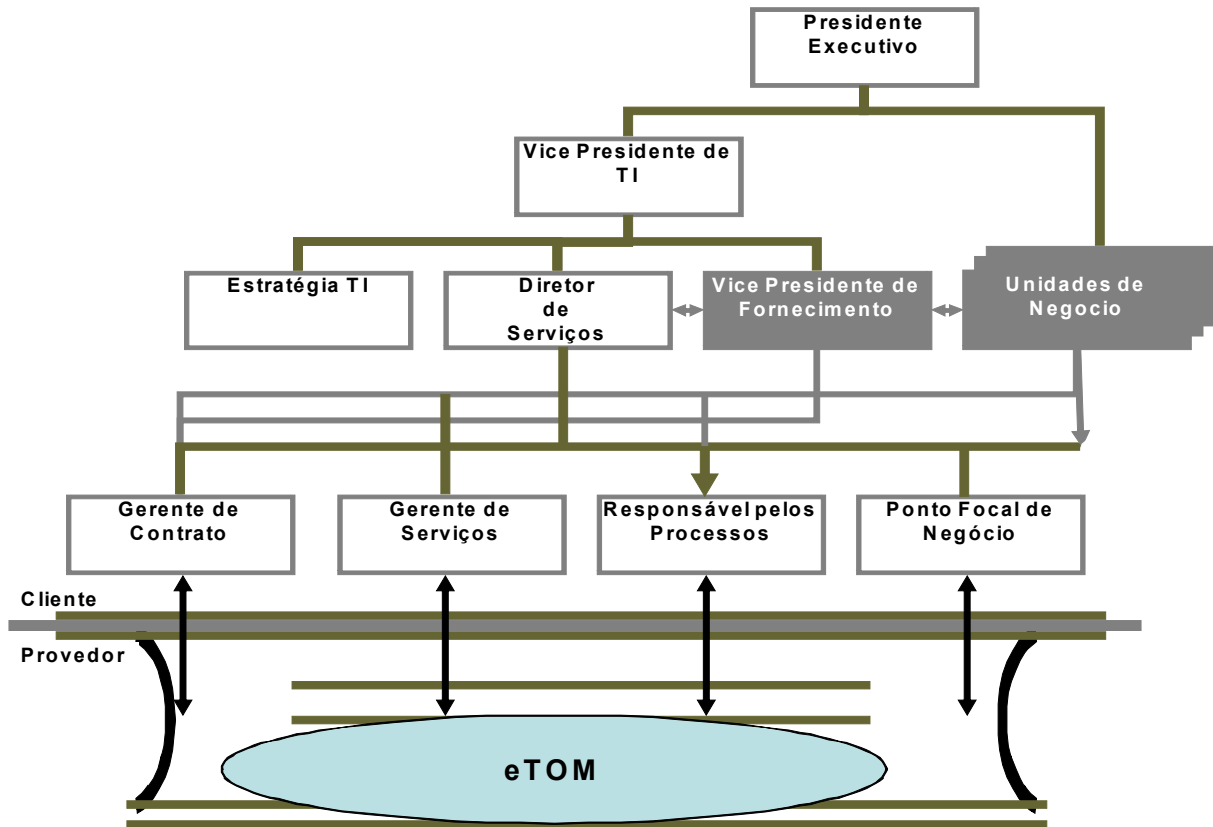 Presidente
Executivo
Vice Presidente de
TI
Estratégia TI
Diretor
de
Serviços
Vice Presidente de
Fornecimento
Unidades de
Negocio
Gerente de
Contrato
Gerente de
Serviços
Responsável pelos
Processos
Ponto Focal de
Negócio
Cliente
Provedor
eTOM